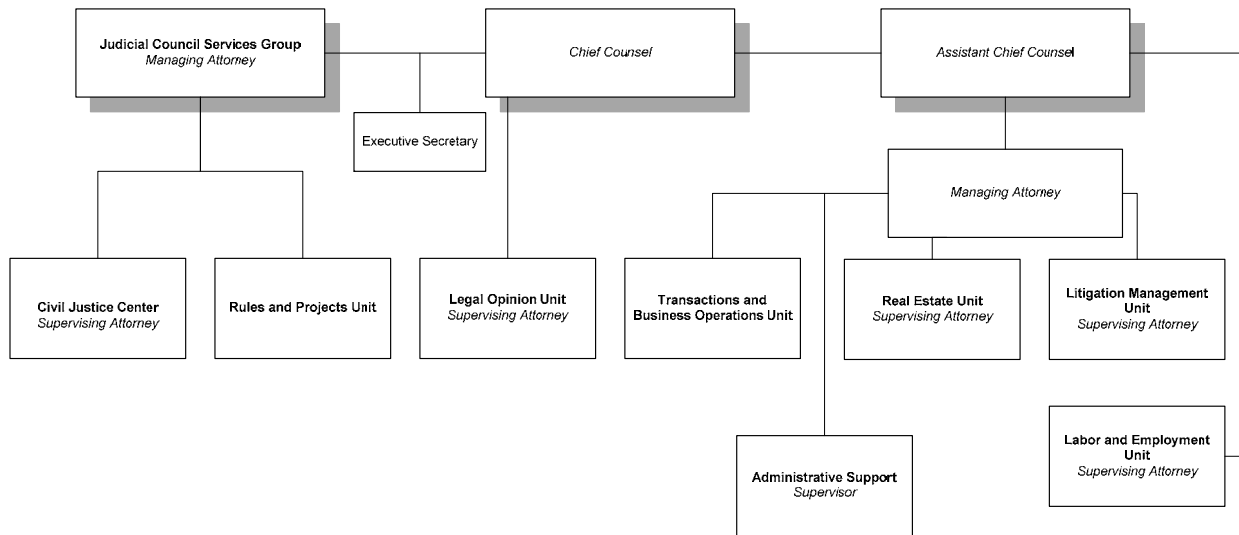 Judicial Council Services Group
Managing Attorney
Chief Counsel
Assistant Chief Counsel
Executive Secretary
Managing Attorney
Civil Justice Center
Supervising Attorney
Rules and Projects Unit
Legal Opinion Unit
Supervising Attorney
Transactions and
Business Operations Unit
Real Estate Unit
Supervising Attorney
Litigation Management
Unit
Supervising Attorney
Administrative Support
Supervisor
Labor and Employment
Unit
Supervising Attorney